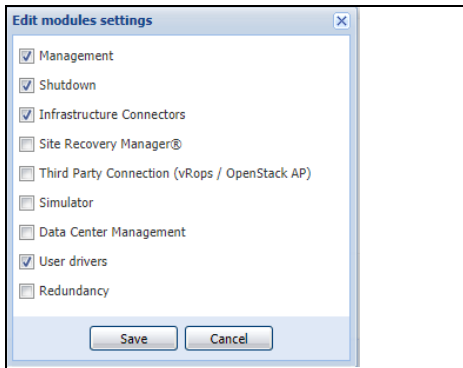 Edit modules settings
Management
Shutdown
Infrastructure Connectors
Site Recovery Manager®
Third Party Connection (vRops / OpenStack AP)
Simulator
Data Center Management
User drivers
Redundancy
Save Cancel